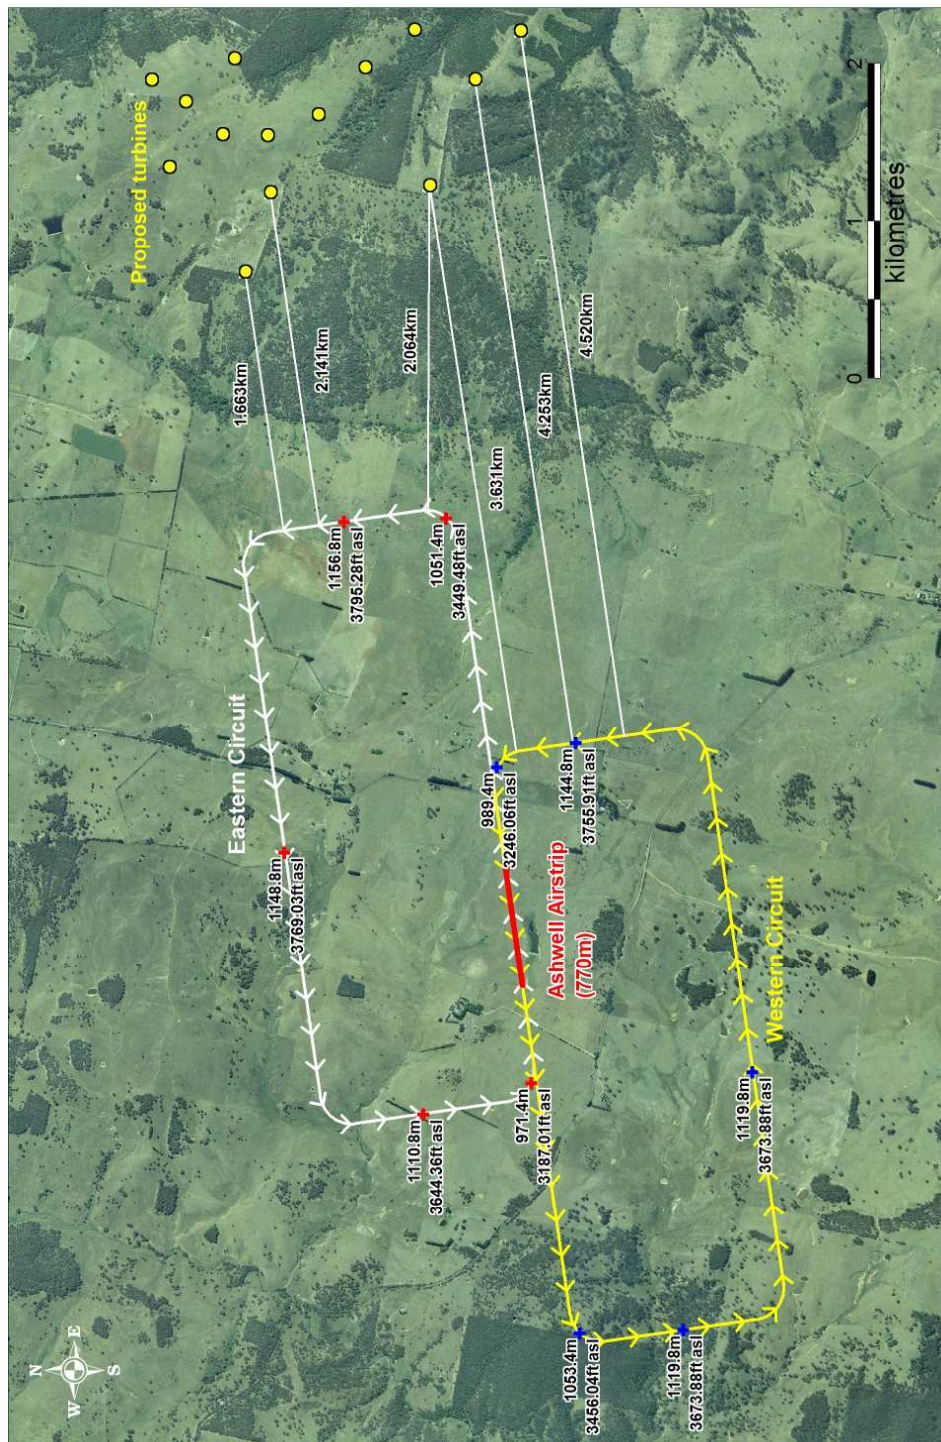 Proposed turbines
1.663km
2.141km
2.064km
3.631km
4.253km
4.520km
2
1
0
kilometres
1156.8m
3795.28ft asl
1051.4m
3449.48ft asl
Eastern Circuit
1148.8m
3769.03ft asl
989.4m
3246.06ft asl
1144.8m
3755.91ft asl
Ashwell Airstrip
(770m)
Western Circuit
1110.8m
3644.36ft asl
971.4m
3187.01ft asl
1119.8m
3673.88ft asl
1053.4m
3456.04ft asl
1119.8m
3673.88ft asl
N
W E
S